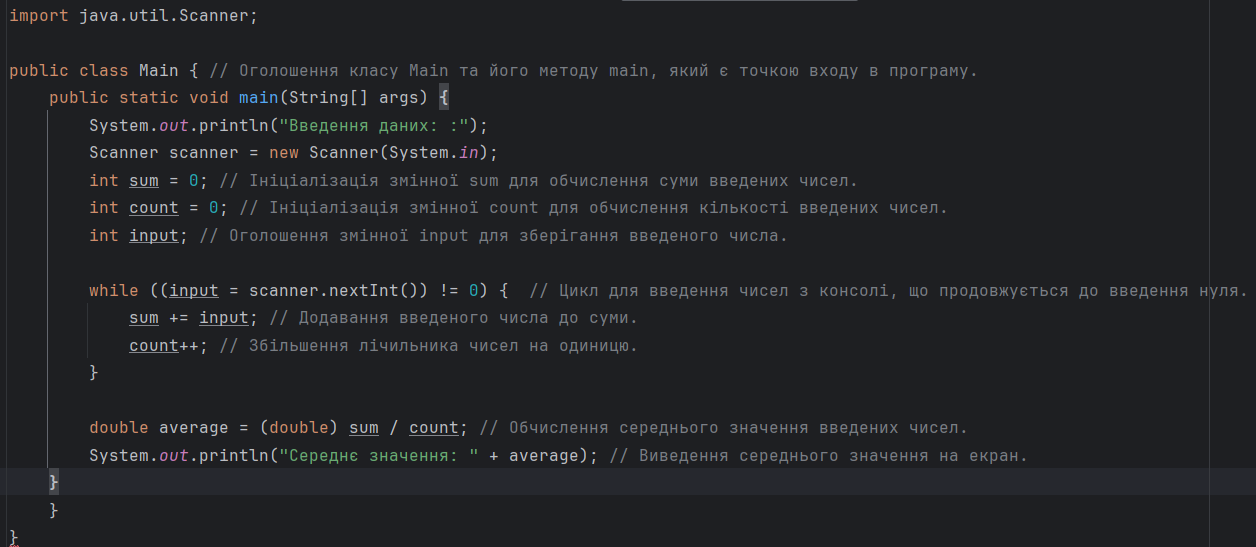 import java.util.Scanner;

public class Main { // Оголошення класу Main та його методу main, який є точкою входу в програму.
    public static void main(String[] args) {
        System.out.println("Введення даних: :");
        Scanner scanner = new Scanner(System.in);
        int sum = 0; // Ініціалізація змінної sum для обчислення суми введених чисел.
        int count = 0; // Ініціалізація змінної count для обчислення кількості введених чисел.
        int input; // Оголошення змінної input для зберігання введеного числа.

        while ((input = scanner.nextInt()) != 0) {  // Цикл для введення чисел з консолі, що продовжується до введення нуля.
            sum += input; // Додавання введеного числа до суми.
            count++; // Збільшення лічильника чисел на одиницю.
        }

        double average = (double) sum / count; // Обчислення середнього значення введених чисел.
        System.out.println("Середнє значення: " + average); // Виведення середнього значення на екран.
    }
    }
}